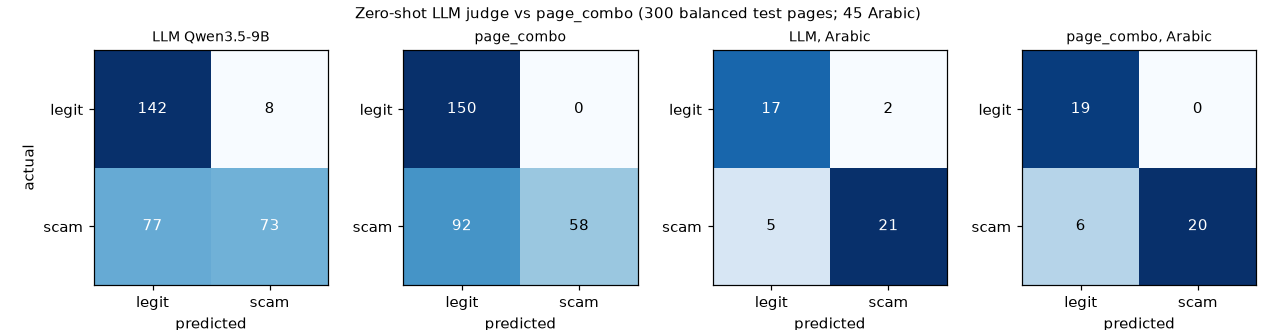 Zero-shot LLM judge vs page_combo (300 balanced test pages; 45 Arabic)
LLM Qwen3.5-9B
page_combo
LLM, Arabic
page_combo, Arabic
legit 142 8
legit 150 0
legit 17 2
legit 19 0
actual
scam 77 73
scam 92 58
scam 5 21
scam 6 20
legit scam
legit scam
legit scam
legit scam
predicted
predicted
predicted
predicted